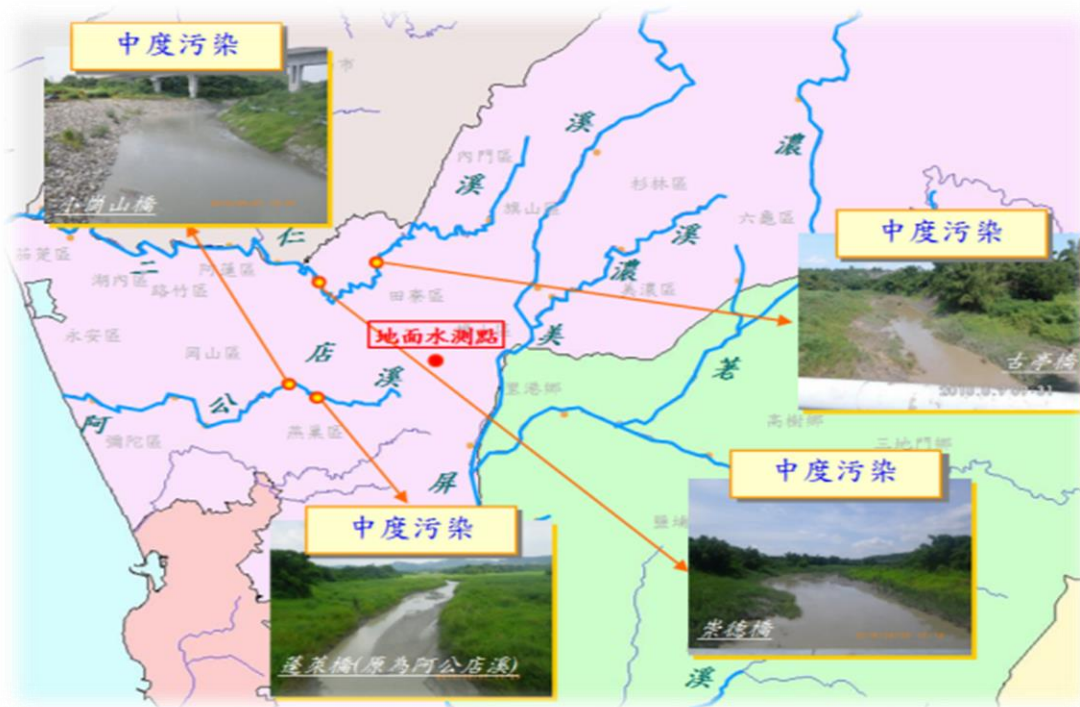 中度污染
小崗山橋
市
溪
濃
內門區
溪
杉林區
旗山區
六龜區
溪
中度污染
仁
茄萣區
二
湖內區
路竹區
阿蓮區
濃
美濃區
田寮區
永安區
地面水測點
美
古亭橋
岡山區
店
溪
里港鄉
著
公
阿
燕巢區
高樹鄉
彌陀區
三地門鄉
中度污染
屏
中度污染
鹽埔
崇德橋
蓬萊橋(原為阿公店溪)
溪